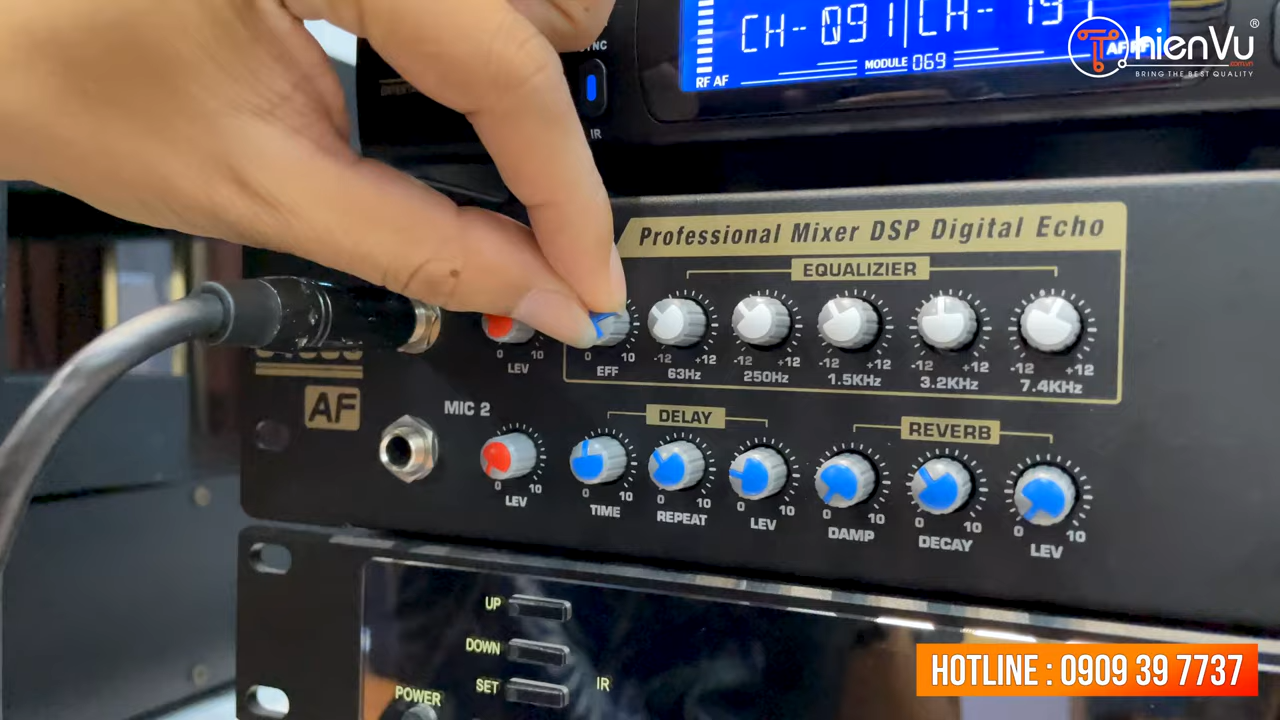 CH-091 CH- 191
MODULE 069
RF AF
IR
ThienVu®
.com.vn
BRING THE BEST QUALITY
Professional Mixer DSP Digital Echo
EQUALIZIER
0 10
LEV
0 10
EFF
-12 +12
63Hz
-12 +12
250Hz
-12 +12
1.5KHz
-12 +12
3.2KHz
-12 +12
7.4KHz
AF
MIC 2
DELAY
REVERB
0 10
LEV
0 10
TIME
0 10
REPEAT
0 10
LEV
0 10
DAMP
0 10
DECAY
0 10
LEV
UP
DOWN
SET
IR
POWER
HOTLINE : 0909 39 7737